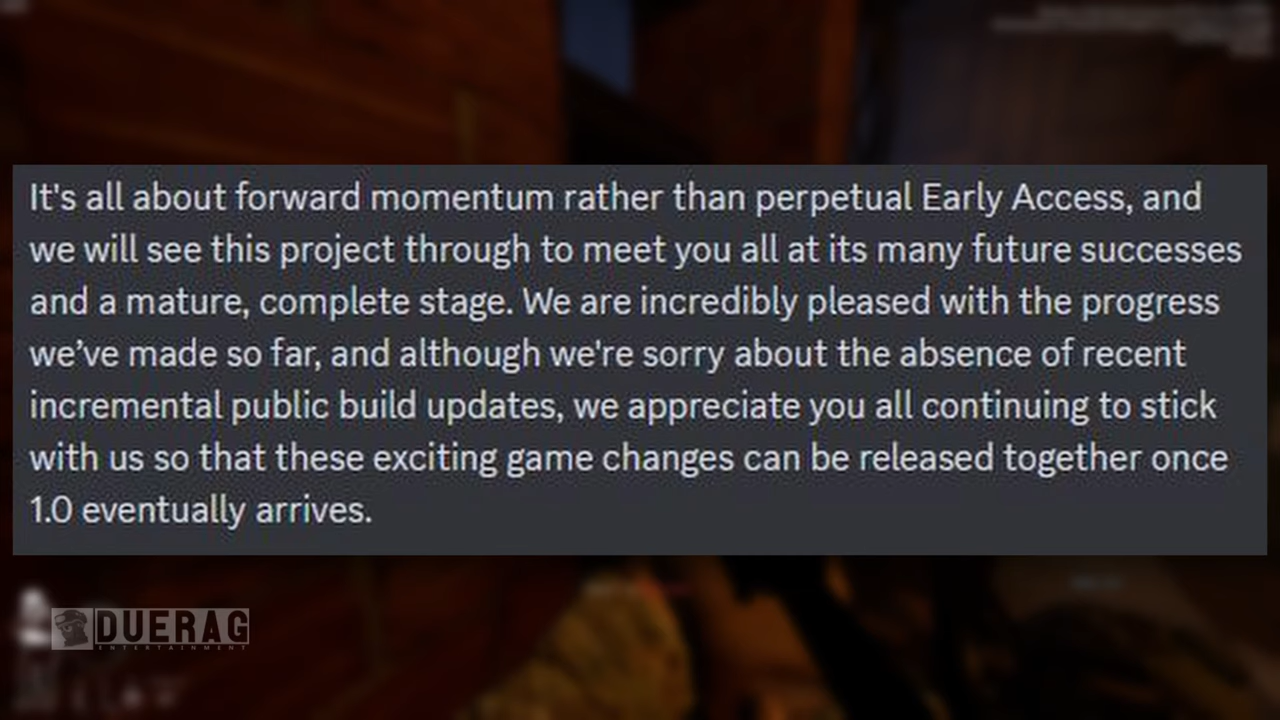 It's all about forward momentum rather than perpetual Early Access, and
we will see this project through to meet you all at its many future successes
and a mature, complete stage. We are incredibly pleased with the progress
we’ve made so far, and although we're sorry about the absence of recent
incremental public build updates, we appreciate you all continuing to stick
with us so that these exciting game changes can be released together once
1.0 eventually arrives.
DUERAG
ENTERTAINMENT